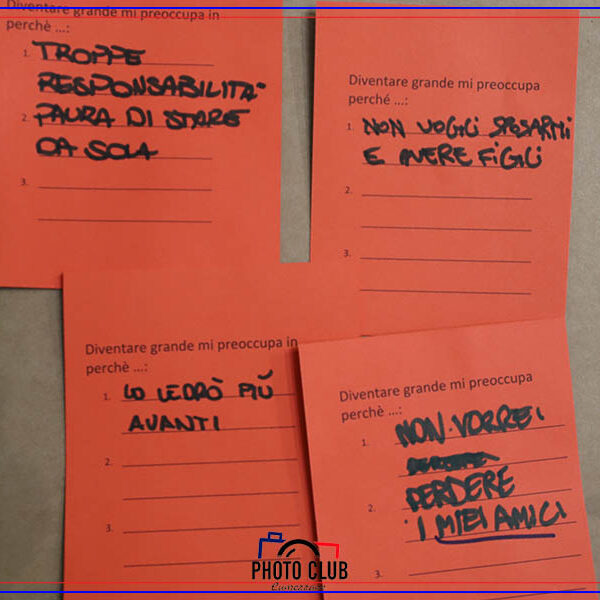 Diventare grande mi preoccupa in
perchè ...:
1. TROPPE
RESPONSABILITA'
2. PAURA DI STARE
DA SOLA
3.
Diventare grande mi preoccupa
perché ...:
1. NON VOGLI SPOSARMI
E AVERE FIGLI
2.
3.
Diventare grande mi preoccupa in
perchè ...:
1. LO VEDRÒ PIÙ
AVANTI
2.
3.
Diventare grande mi preoccupa
perchè ...:
1. NON VORREI
2. PERDERE
I MIEI AMICI
3.
PHOTO CLUB